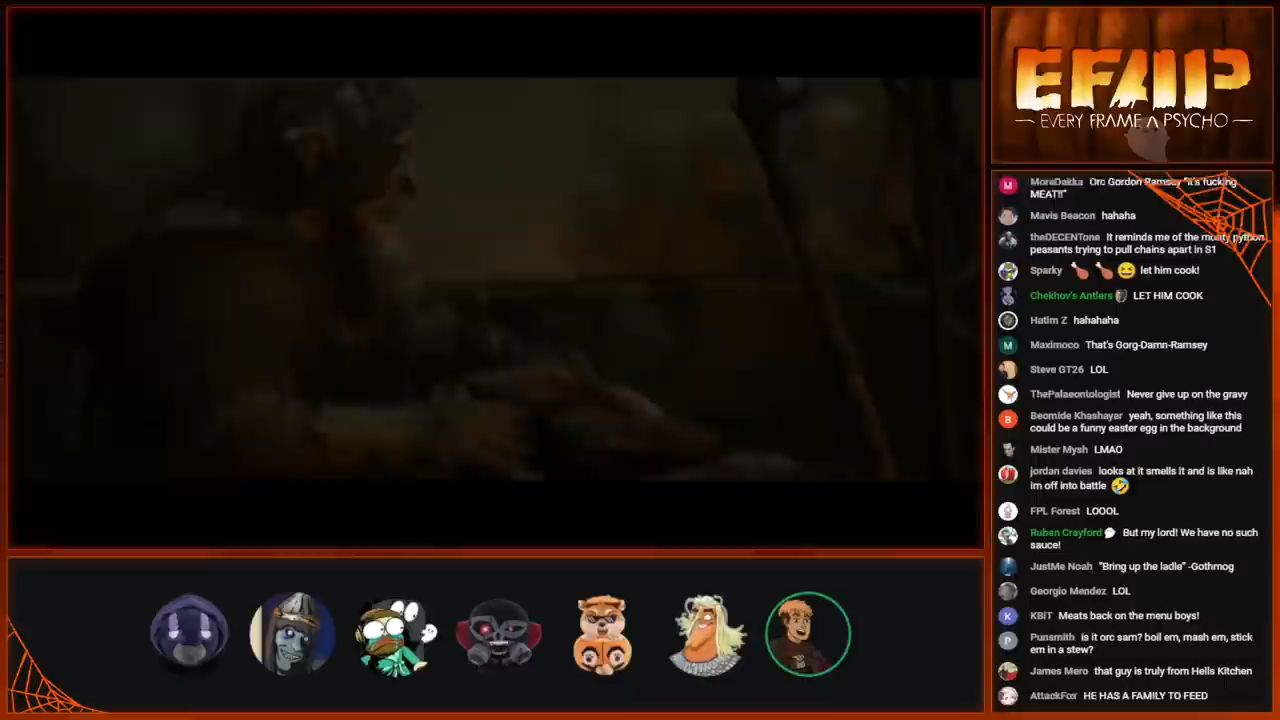 EFAP
EVERY FRAME A PSYCHO
MoreDakka Orc Gordon Ramsey "it's fucking
MEAT!!"
Mavis Beacon hahaha
theDECENTone It reminds me of the monty python
peasants trying to pull chains apart in S1
Sparky let him cook!
Chekhov's Antlers LET HIM COOK
Hatim Z hahahaha
Maximoco That's Gorg-Damn-Ramsey
Steve GT26 LOL
ThePalaeontologist Never give up on the gravy
Beomide Khashayar yeah, something like this
could be a funny easter egg in the background
Mister Mysh LMAO
jordan davies looks at it smells it and is like nah
im off into battle
FPL Forest LOOOL
Ruben Crayford But my lord! We have no such
sauce!
JustMe Noah "Bring up the ladle" -Gothmog
Georgio Mendez LOL
KBiT Meats back on the menu boys!
Punsmith is it orc sam? boil em, mash em, stick
em in a stew?
James Mero that guy is truly from Hells Kitchen
AttackFox HE HAS A FAMILY TO FEED